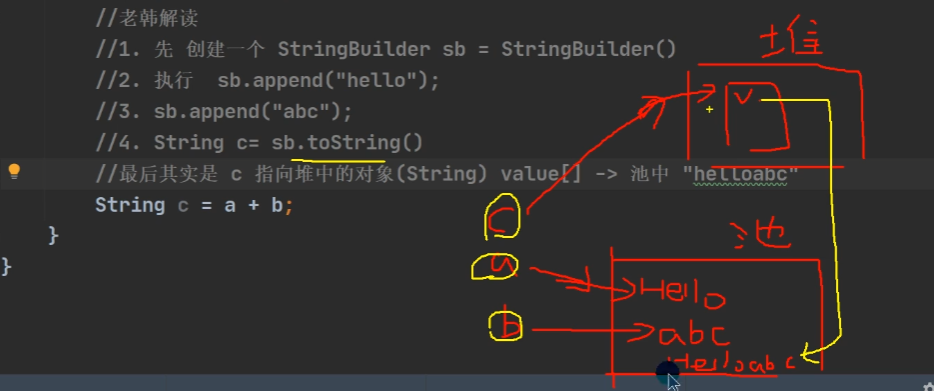 //老韩解读
//1. 先 创建一个 StringBuilder sb = StringBuilder()
//2. 执行  sb.append("hello");
//3. sb.append("abc");
//4. String c= sb.toString()
//最后其实是 c 指向堆中的对象(String) value[] -> 池中 "helloabc"
String c = a + b;
}
}
堆
v
c
池
a
Hello
b
abc
Helloabc